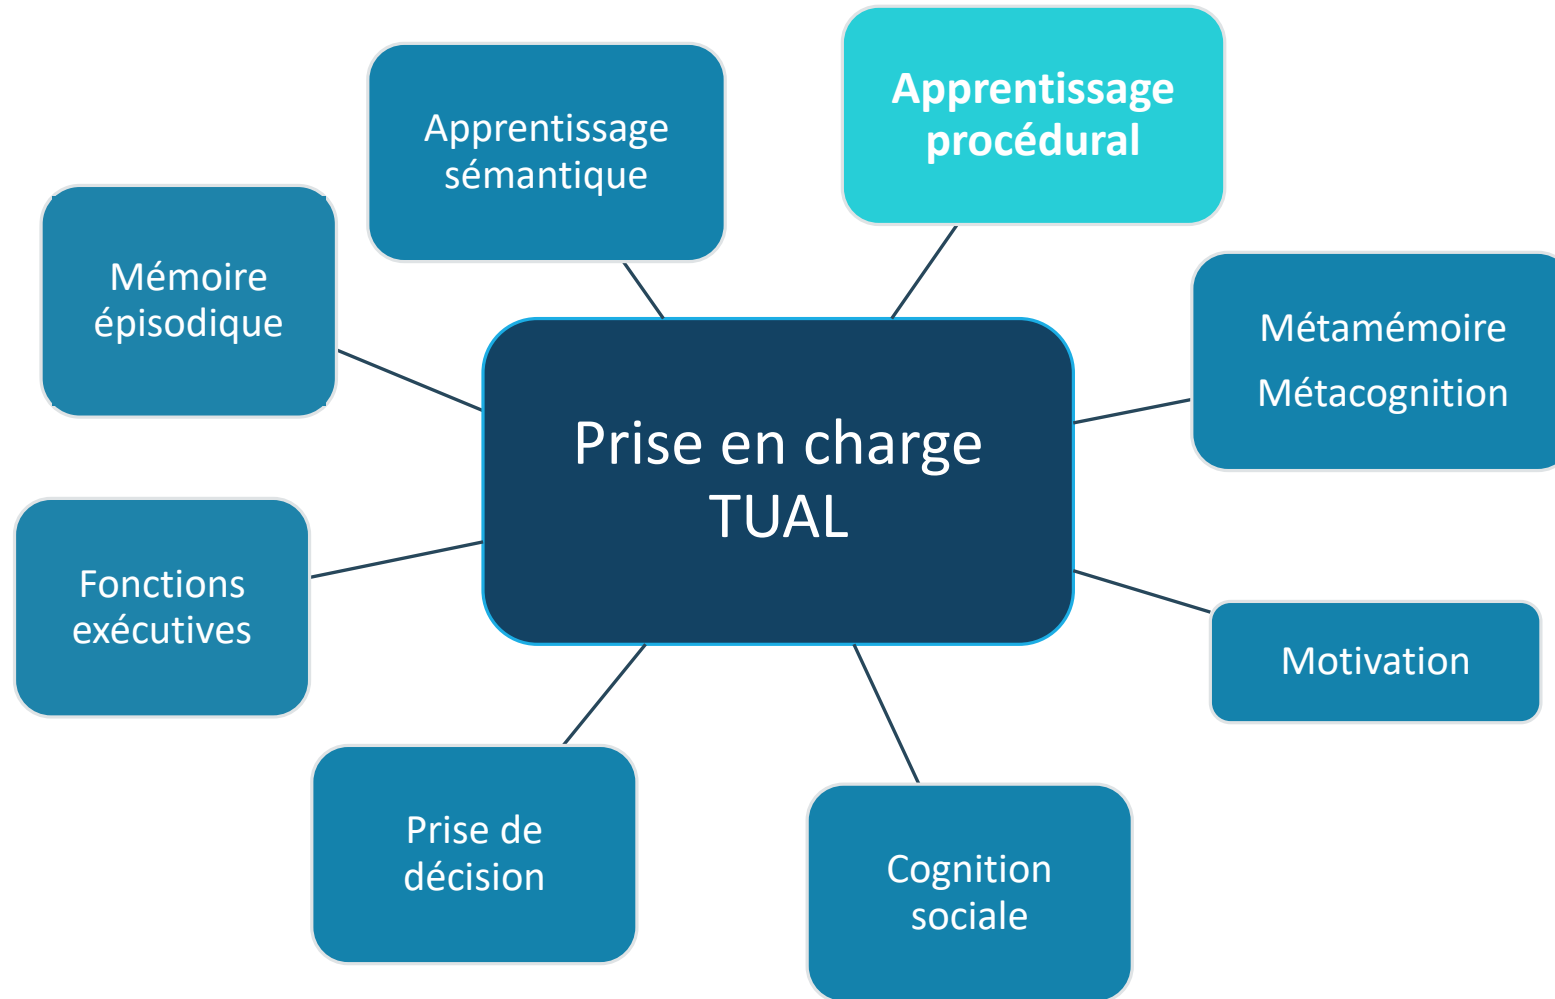 Apprentissage
procédural
Apprentissage
sémantique
Mémoire
épisodique
Métamémoire
Métacognition
Prise en charge
TUAL
Fonctions
exécutives
Motivation
Prise de
décision
Cognition
sociale